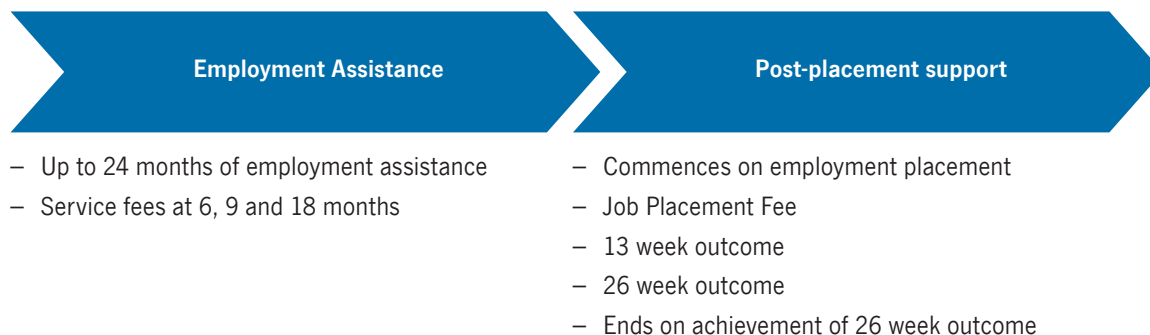 Employment Assistance
– Up to 24 months of employment assistance
– Service fees at 6, 9 and 18 months
Post-placement support
– Commences on employment placement
– Job Placement Fee
– 13 week outcome
– 26 week outcome
– Ends on achievement of 26 week outcome